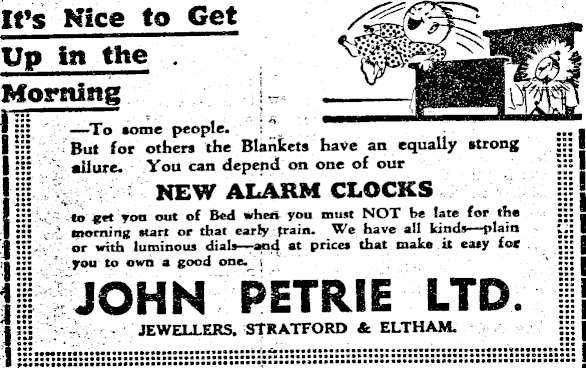 It's Nice to Get
Up in the
Morning
—To some people.
But for others the Blankets have an equally strong
ailure. You can depend on one of our
NEW ALARM CLOCKS
to get you out of Bed when you must NOT be late for the
morning start or that early train. We have all kinds—plain
or with luminous dials—and at prices that make it easy for
you to own a good one.
JOHN PETRIE LTD.
JEWELLERS, STRATFORD & ELTHAM.